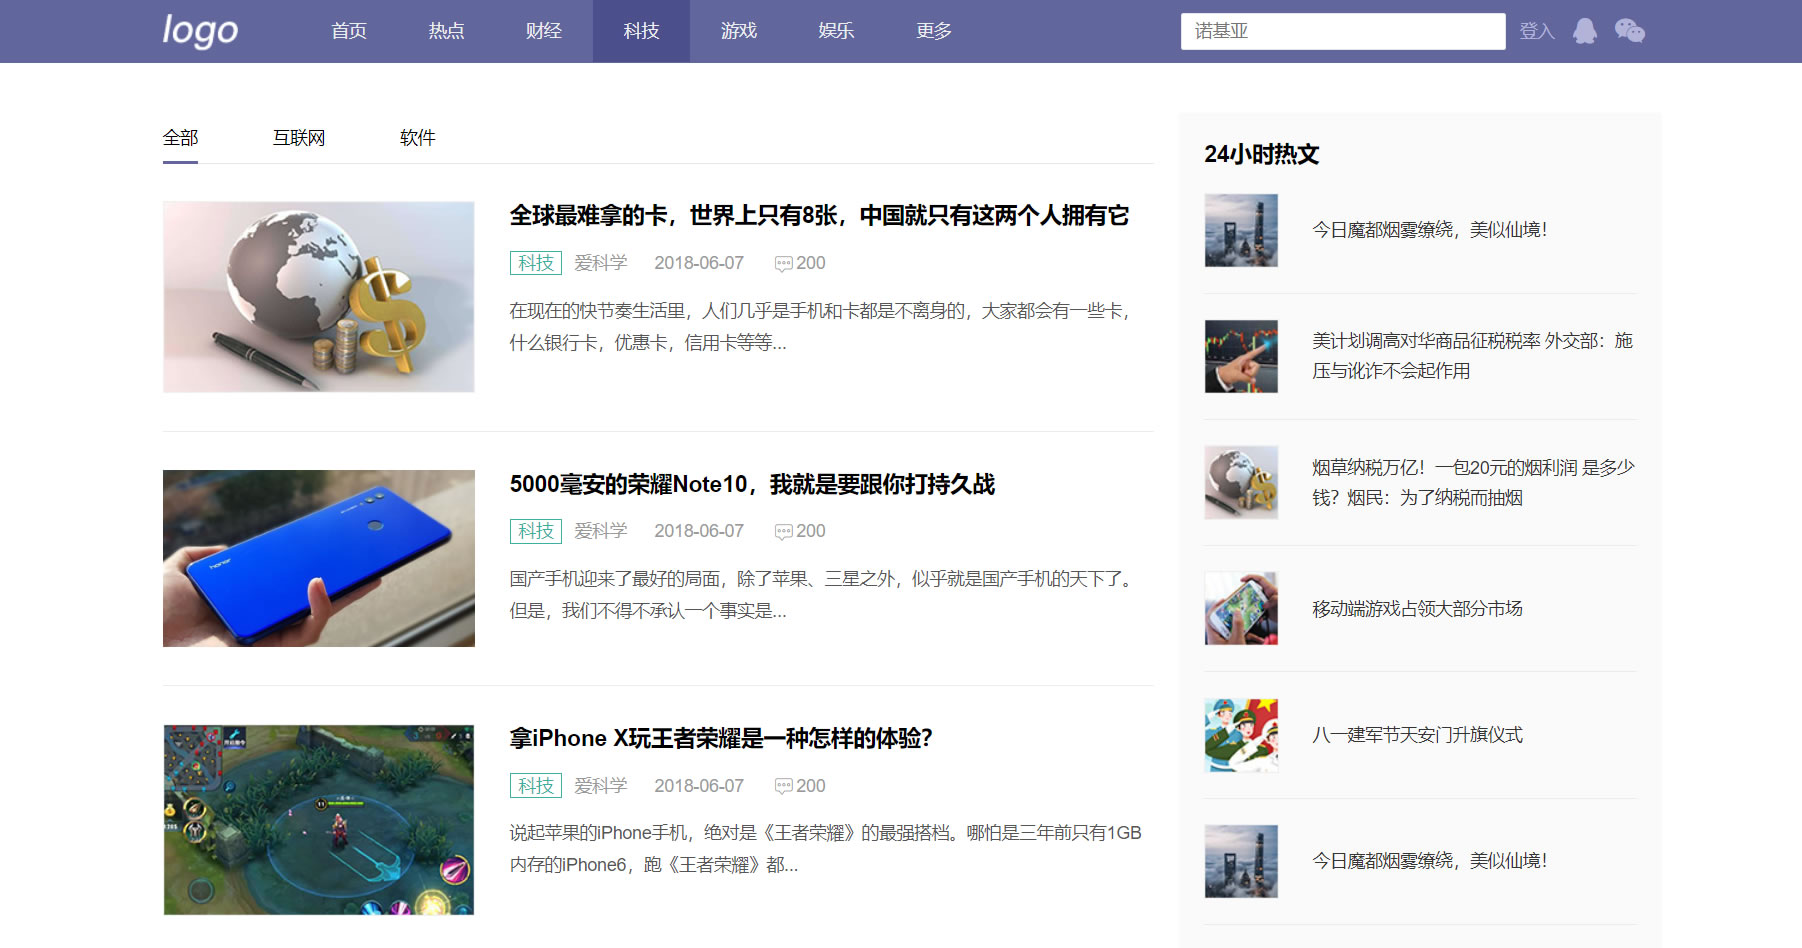 logo
首页 热点 财经 科技 游戏 娱乐 更多
诺基亚
登入
全部 互联网 软件
全球最难拿的卡，世界上只有8张，中国就只有这两个人拥有它
科技 爱科学 2018-06-07 200
在现在的快节奏生活里，人们几乎是手机和卡都是不离身的，大家都会有一些卡，
什么银行卡，优惠卡，信用卡等等...
honor
5000毫安的荣耀Note10，我就是要跟你打持久战
科技 爱科学 2018-06-07 200
国产手机迎来了最好的局面，除了苹果、三星之外，似乎就是国产手机的天下了。
但是，我们不得不承认一个事实是...
拿iPhone X玩王者荣耀是一种怎样的体验？
科技 爱科学 2018-06-07 200
说起苹果的iPhone手机，绝对是《王者荣耀》的最强搭档。哪怕是三年前只有1GB
内存的iPhone6，跑《王者荣耀》都...
24小时热文
今日魔都烟雾缭绕，美似仙境！
美计划调高对华商品征税税率 外交部：施
压与讹诈不会起作用
烟草纳税万亿！一包20元的烟利润 是多少
钱？烟民：为了纳税而抽烟
移动端游戏占领大部分市场
八一建军节天安门升旗仪式
今日魔都烟雾缭绕，美似仙境！